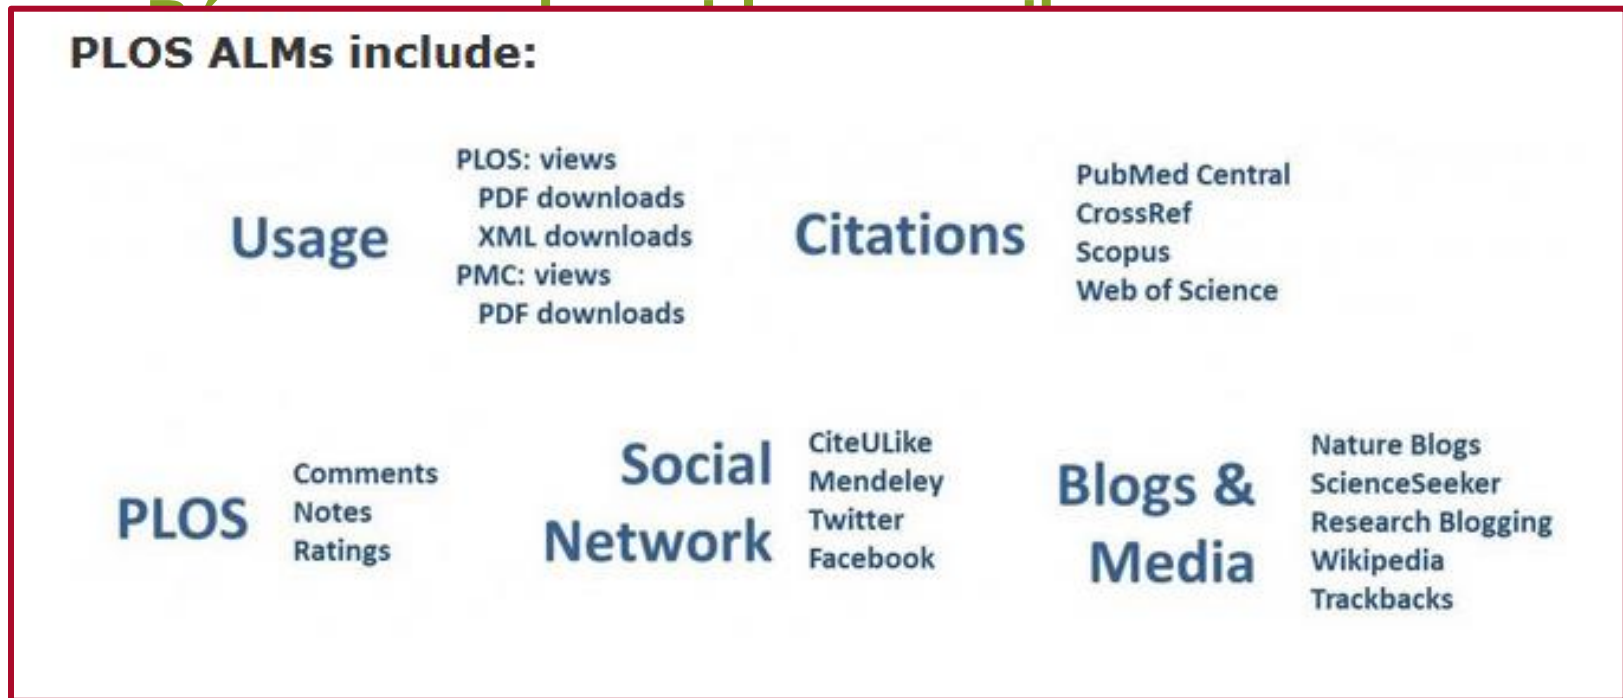 PLOS ALMs include:
Usage
PLOS: views
PDF downloads
XML downloads
PMC: views
PDF downloads
Citations
PubMed Central
CrossRef
Scopus
Web of Science
PLOS
Comments
Notes
Ratings
Social
Network
CiteULike
Mendeley
Twitter
Facebook
Blogs &
Media
Nature Blogs
ScienceSeeker
Research Blogging
Wikipedia
Trackbacks